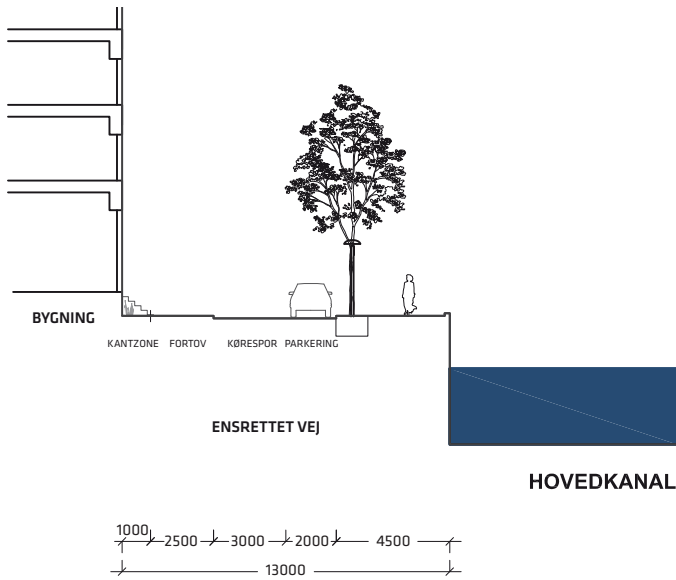 BYGNING
KANTZONE FORTOV KØRESPOR PARKERING
ENSRETTET VEJ
HOVEDKANAL
1000 2500 3000 2000 4500
13000